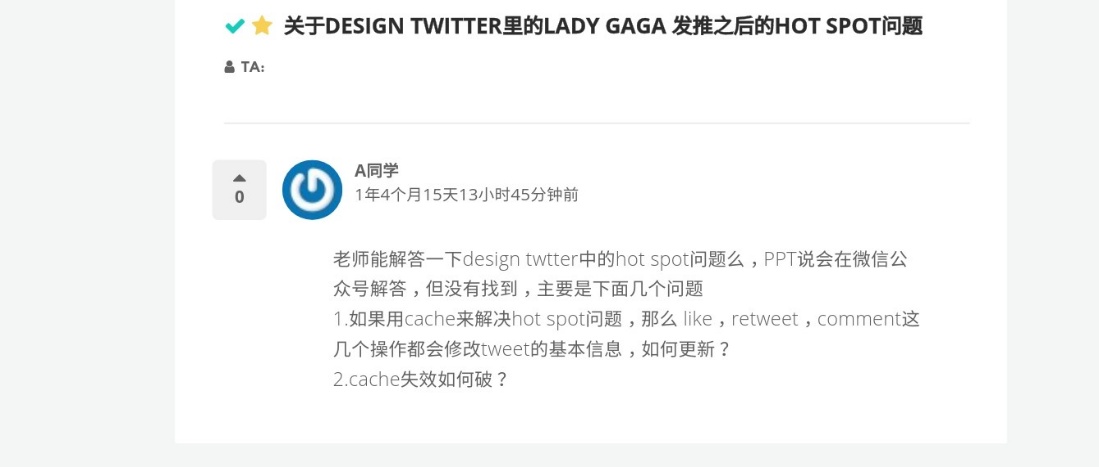 关于DESIGN TWITTER里的LADY GAGA 发推之后的HOT SPOT问题
TA:
0
A同学
1年4个月15天13小时45分钟前
老师能解答一下design twtter中的hot spot问题么，PPT说会在微信公
众号解答，但没有找到，主要是下面几个问题
1.如果用cache来解决hot spot问题，那么 like，retweet，comment这
几个操作都会修改tweet的基本信息，如何更新？
2.cache失效如何破？